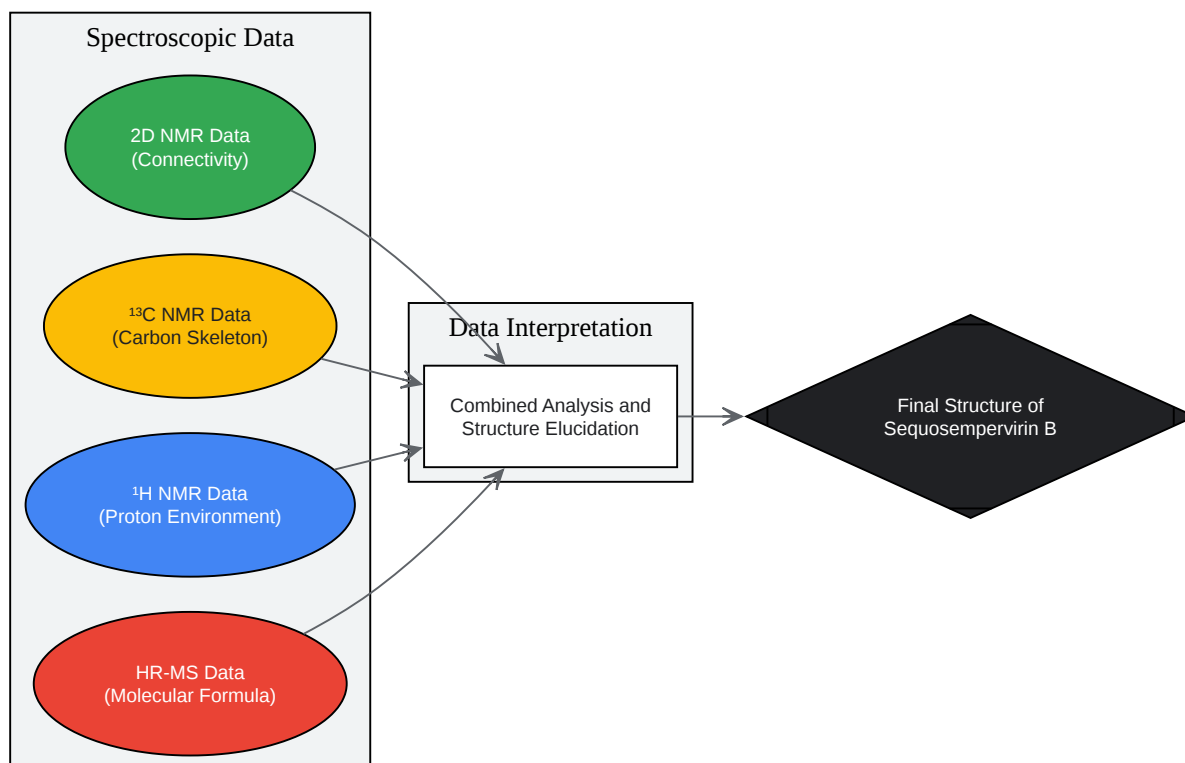 Spectroscopic Data
2D NMR Data
(Connectivity)
¹³C NMR Data
(Carbon Skeleton)
¹H NMR Data
(Proton Environment)
HR-MS Data
(Molecular Formula)
Data Interpretation
Combined Analysis and
Structure Elucidation
Final Structure of
Sequosempervirin B